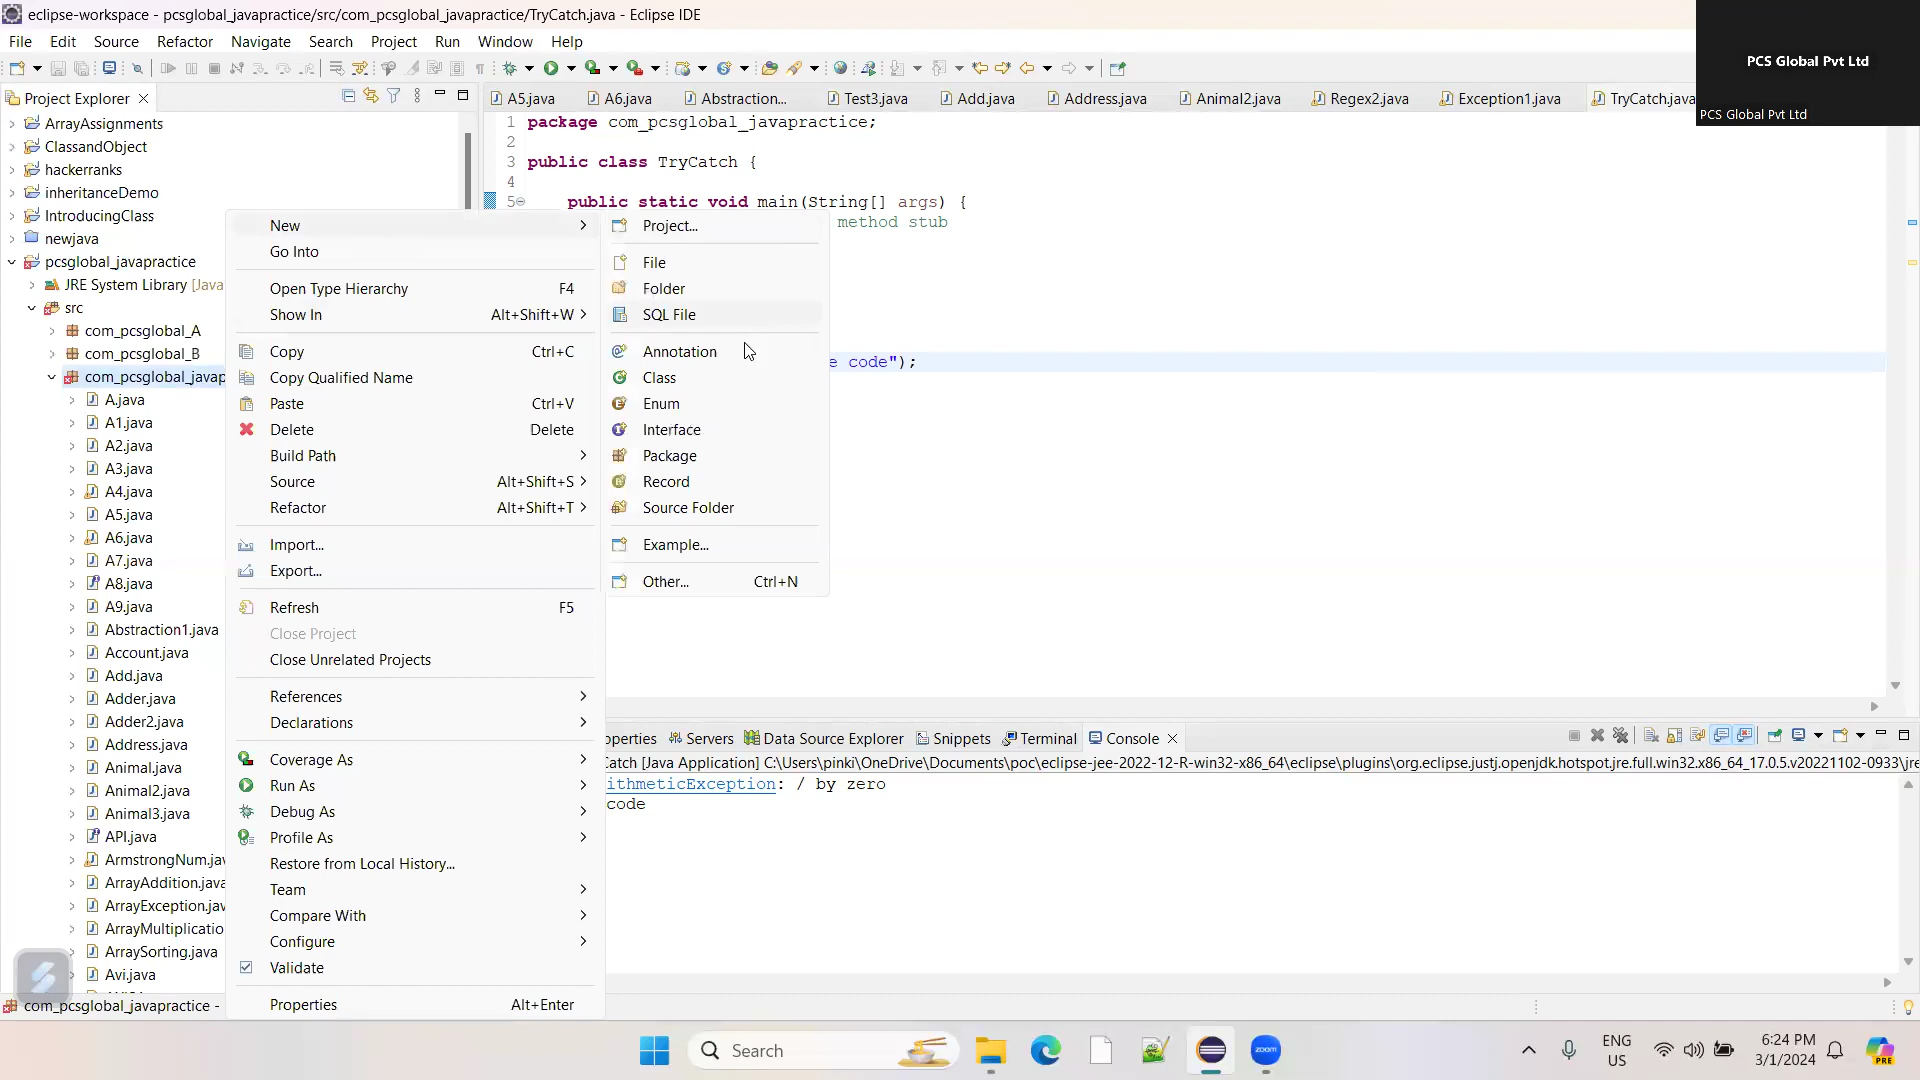 eclipse-workspace - pcsglobal_javapractice/src/com_pcsglobal_javapractice/TryCatch.java - Eclipse IDE
File Edit Source Refactor Navigate Search Project Run Window Help
PCS Global Pvt Ltd
PCS Global Pvt Ltd
Project Explorer
A5.java A6.java Abstraction... Test3.java Add.java Address.java Animal2.java Regex2.java Exception1.java TryCatch.java
ArrayAssignments
ClassandObject
hackerranks
inheritanceDemo
IntroducingClass
newjava
pcsglobal_javapractice
JRE System Library [Java
src
com_pcsglobal_A
com_pcsglobal_B
com_pcsglobal_javap
A.java
A1.java
A2.java
A3.java
A4.java
A5.java
A6.java
A7.java
A8.java
A9.java
Abstraction1.java
Account.java
Add.java
Adder.java
Adder2.java
Address.java
Animal.java
Animal2.java
Animal3.java
API.java
ArmstrongNum.jav
ArrayAddition.java
ArrayException.jav
ArrayMultiplicatio
ArraySorting.java
Avi.java
com_pcsglobal_javapractice -
New
Go Into
Open Type Hierarchy F4
Show In Alt+Shift+W
Copy Ctrl+C
Copy Qualified Name
Paste Ctrl+V
Delete Delete
Build Path
Source Alt+Shift+S
Refactor Alt+Shift+T
Import...
Export...
Refresh F5
Close Project
Close Unrelated Projects
References
Declarations
Coverage As
Run As
Debug As
Profile As
Restore from Local History...
Team
Compare With
Configure
Validate
Properties Alt+Enter
Project...
File
Folder
SQL File
Annotation
Class
Enum
Interface
Package
Record
Source Folder
Example...
Other... Ctrl+N
1 package com_pcsglobal_javapractice;
2
3 public class TryCatch {
4
5 public static void main(String[] args) {
method stub
e code");
operties Servers Data Source Explorer Snippets Terminal Console
Catch [Java Application] C:\Users\pinki\OneDrive\Documents\poc\eclipse-jee-2022-12-R-win32-x86_64\eclipse\plugins\org.eclipse.justj.openjdk.hotspot.jre.full.win32.x86_64_17.0.5.v20221102-0933\jre
ithmeticException: / by zero
code
Search
zoom
ENG
US
6:24 PM
3/1/2024
PRE